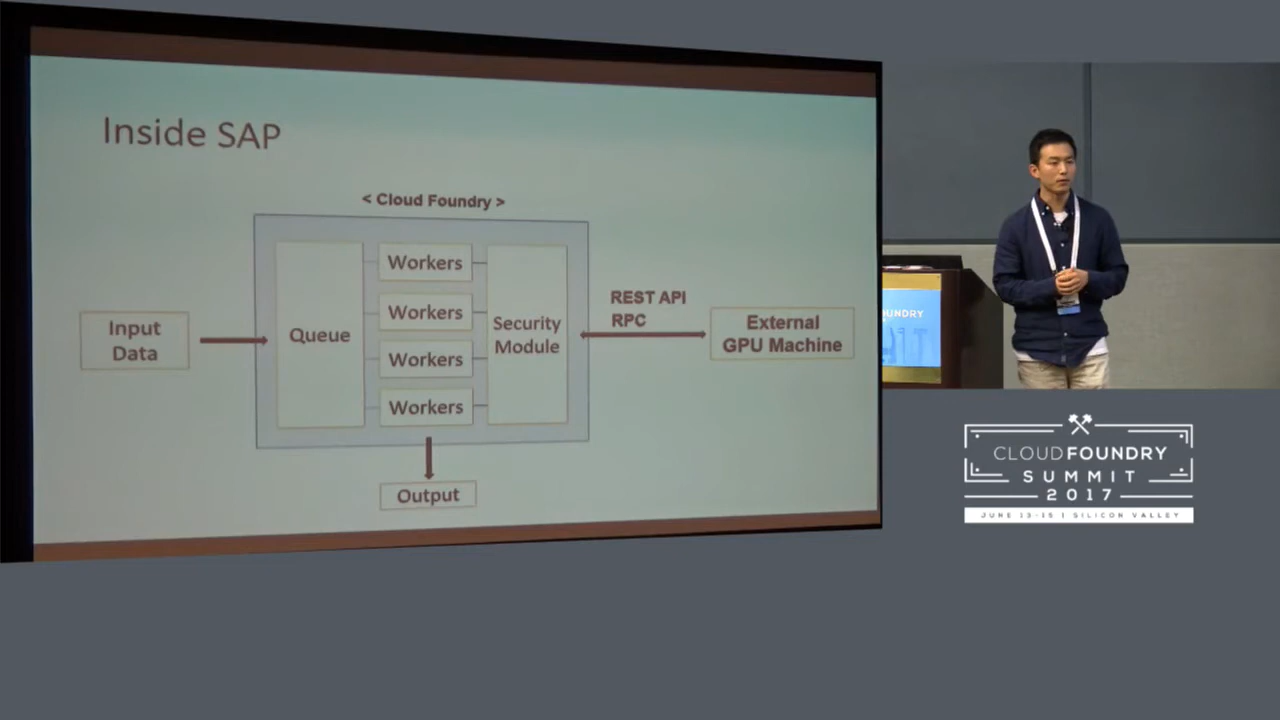 Inside SAP
< Cloud Foundry >
Input
Data
Queue
Workers
Workers
Workers
Workers
Security
Module
REST API
RPC
External
GPU Machine
Output
UNDRY
CLOUD FOUNDRY
SUMMIT
2017
JUNE 13-15 | SILICON VALLEY